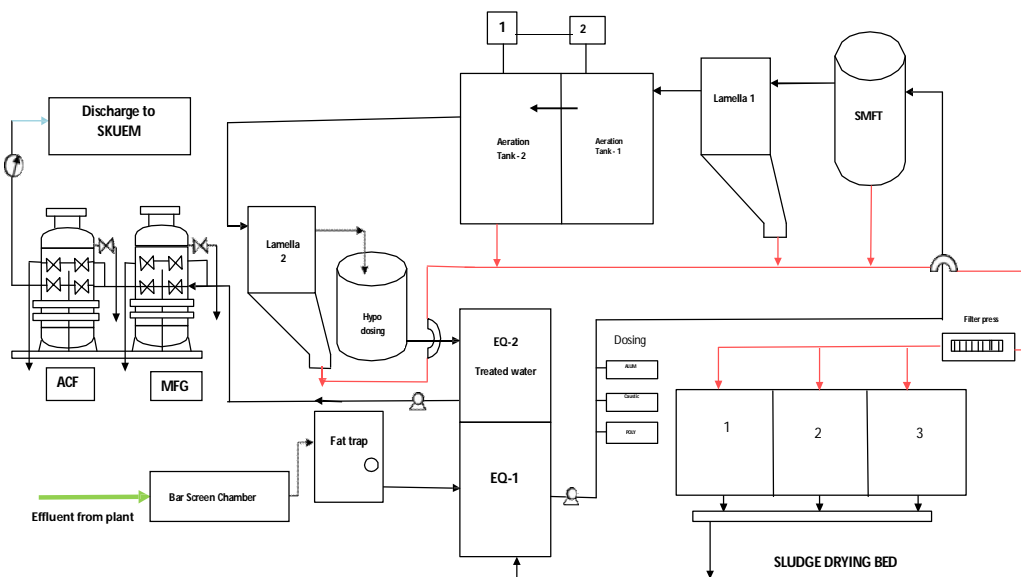 1
2
Discharge to
SKUEM
Aeration
Tank - 2
Aeration
Tank - 1
Lamella 1
SMFT
Lamella
2
Hypo
dosing
EQ-2
Treated water
Dosing
ALUM
Caustic
POLY
Filter press
ACF
MFG
Fat trap
EQ-1
1
2
3
Bar Screen Chamber
Effluent from plant
SLUDGE DRYING BED